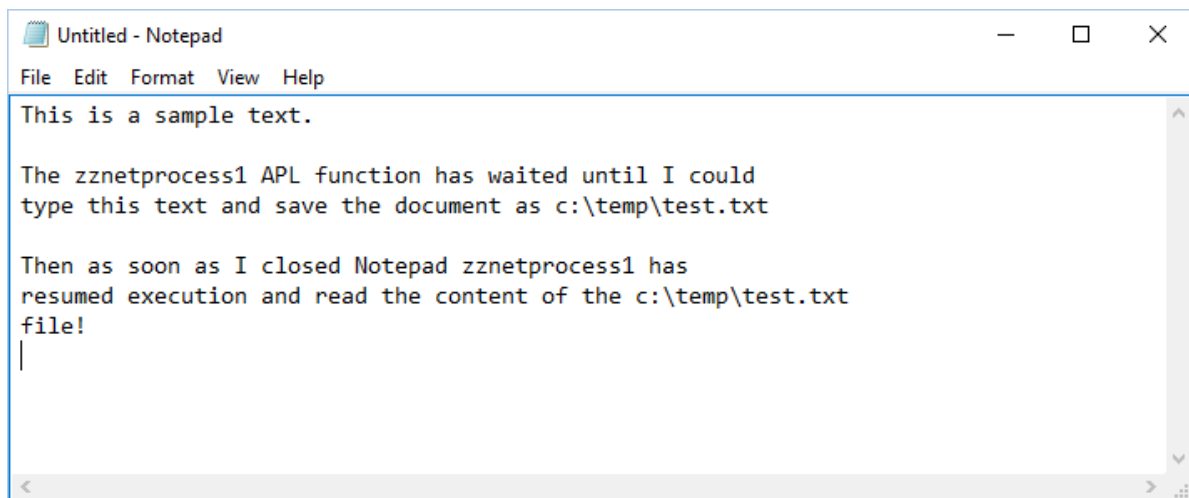 Untitled - Notepad
File Edit Format View Help
This is a sample text.
The zznetprocess1 APL function has waited until I could
type this text and save the document as c:\temp\test.txt
Then as soon as I closed Notepad zznetprocess1 has
resumed execution and read the content of the c:\temp\test.txt
file!